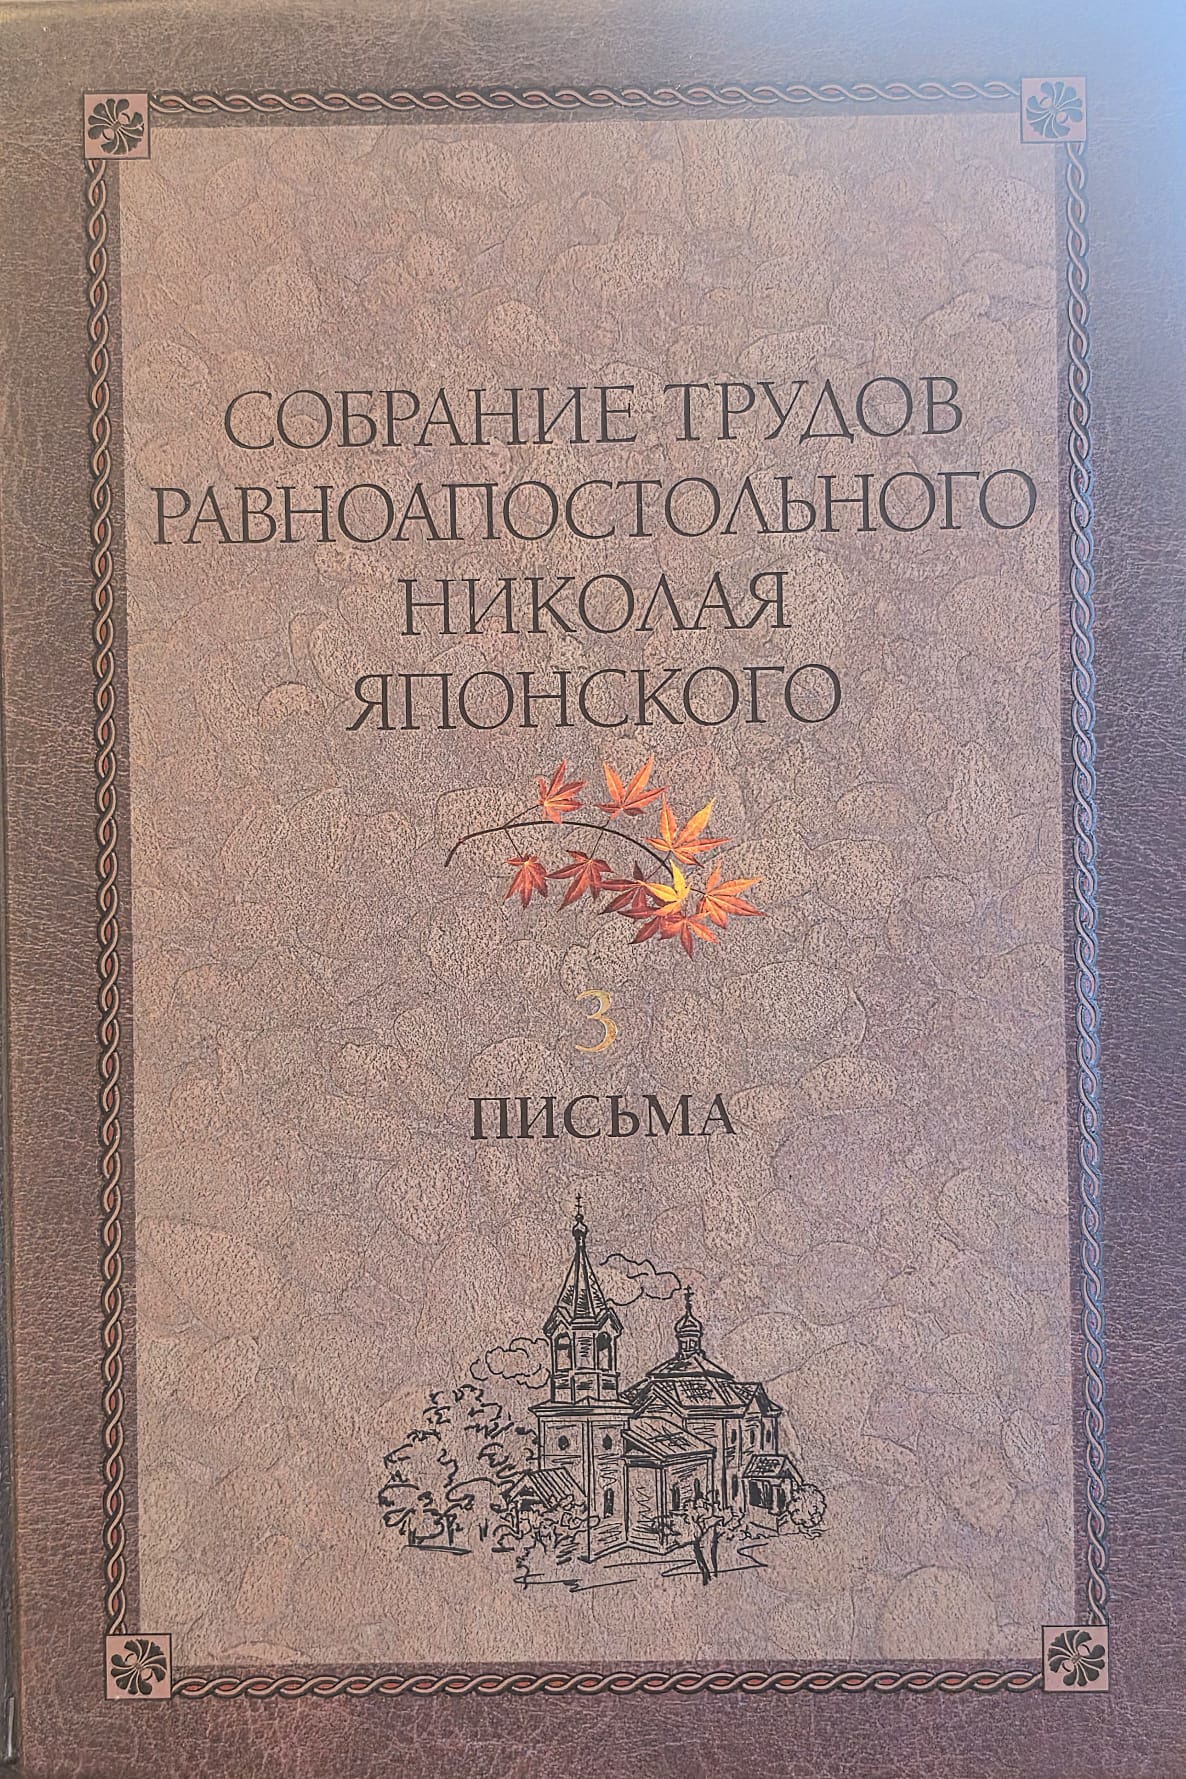 СОБРАНИЕ ТРУДОВ
РАВНОАПОСТОЛЬНОГО
НИКОЛАЯ
ЯПОНСКОГО
3
ПИСЬМА